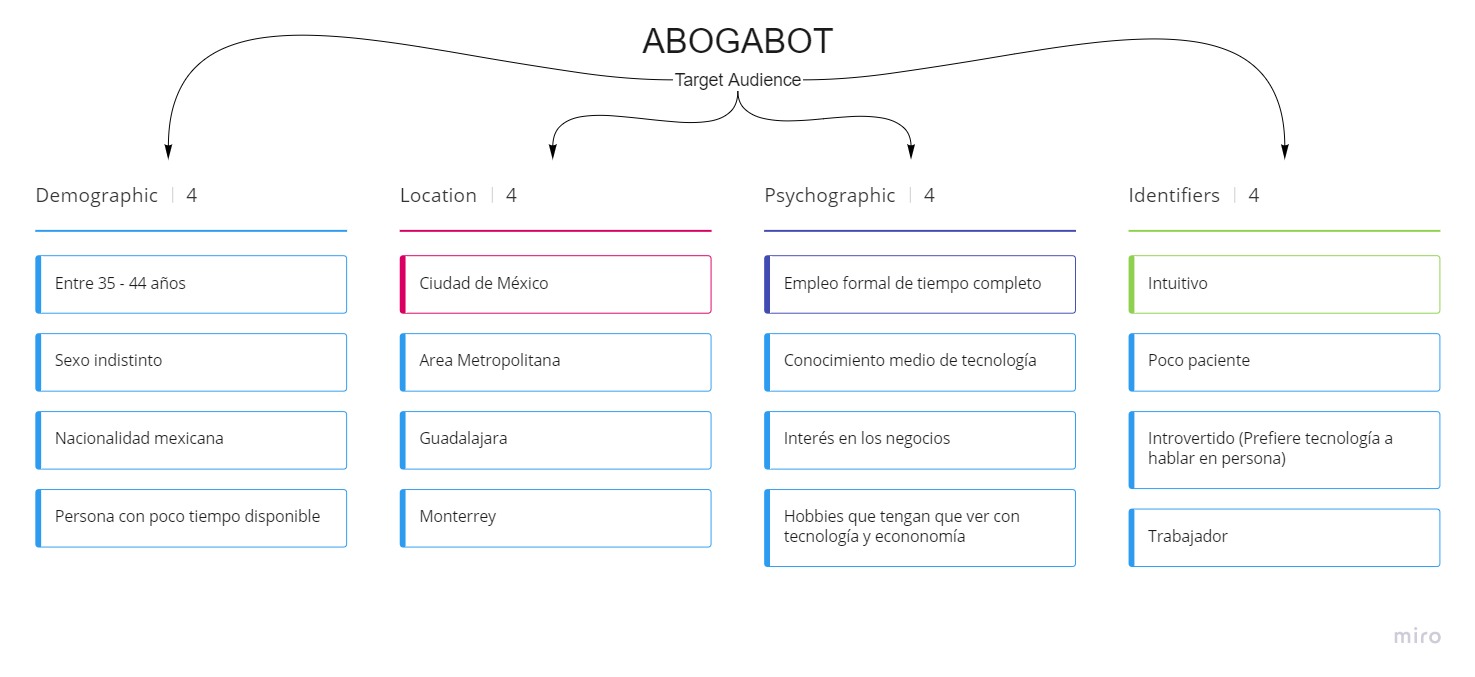 ABOGABOT
Target Audience
Demographic | 4
Entre 35 - 44 años
Sexo indistinto
Nacionalidad mexicana
Persona con poco tiempo disponible
Location | 4
Ciudad de México
Area Metropolitana
Guadalajara
Monterrey
Psychographic | 4
Empleo formal de tiempo completo
Conocimiento medio de tecnología
Interés en los negocios
Hobbies que tengan que ver con
tecnología y econonomía
Identifiers | 4
Intuitivo
Poco paciente
Introvertido (Prefiere tecnología a
hablar en persona)
Trabajador
miro